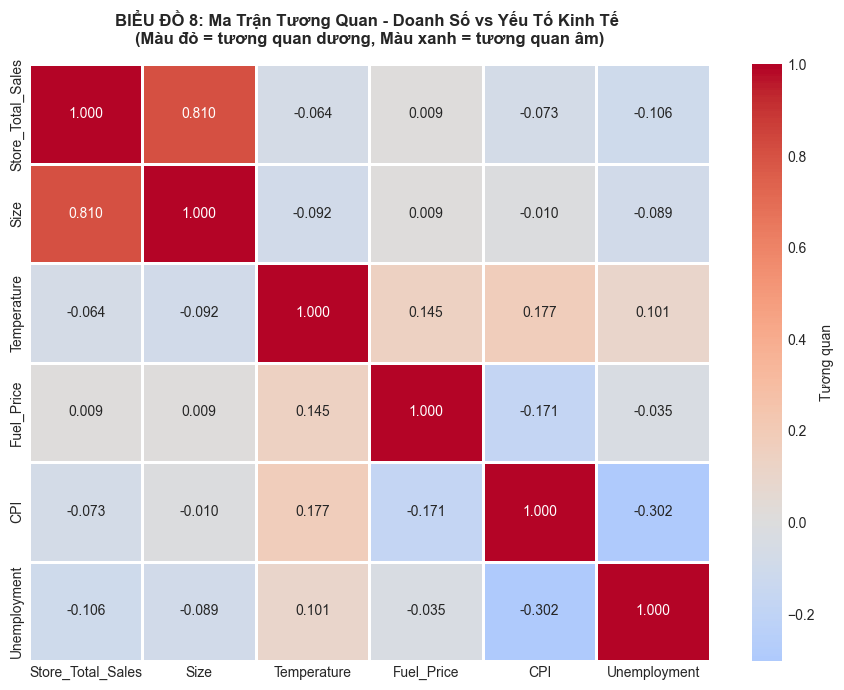 BIỂU ĐỒ 8: Ma Trận Tương Quan - Doanh Số vs Yếu Tố Kinh Tế
(Màu đỏ = tương quan dương, Màu xanh = tương quan âm)
Store_Total_Sales 1.000 0.810 -0.064 0.009 -0.073 -0.106
Size 0.810 1.000 -0.092 0.009 -0.010 -0.089
Temperature -0.064 -0.092 1.000 0.145 0.177 0.101
Fuel_Price 0.009 0.009 0.145 1.000 -0.171 -0.035
CPI -0.073 -0.010 0.177 -0.171 1.000 -0.302
Unemployment -0.106 -0.089 0.101 -0.035 -0.302 1.000
Store_Total_Sales Size Temperature Fuel_Price CPI Unemployment
1.0
0.8
0.6
0.4
0.2
0.0
−0.2
Tương quan